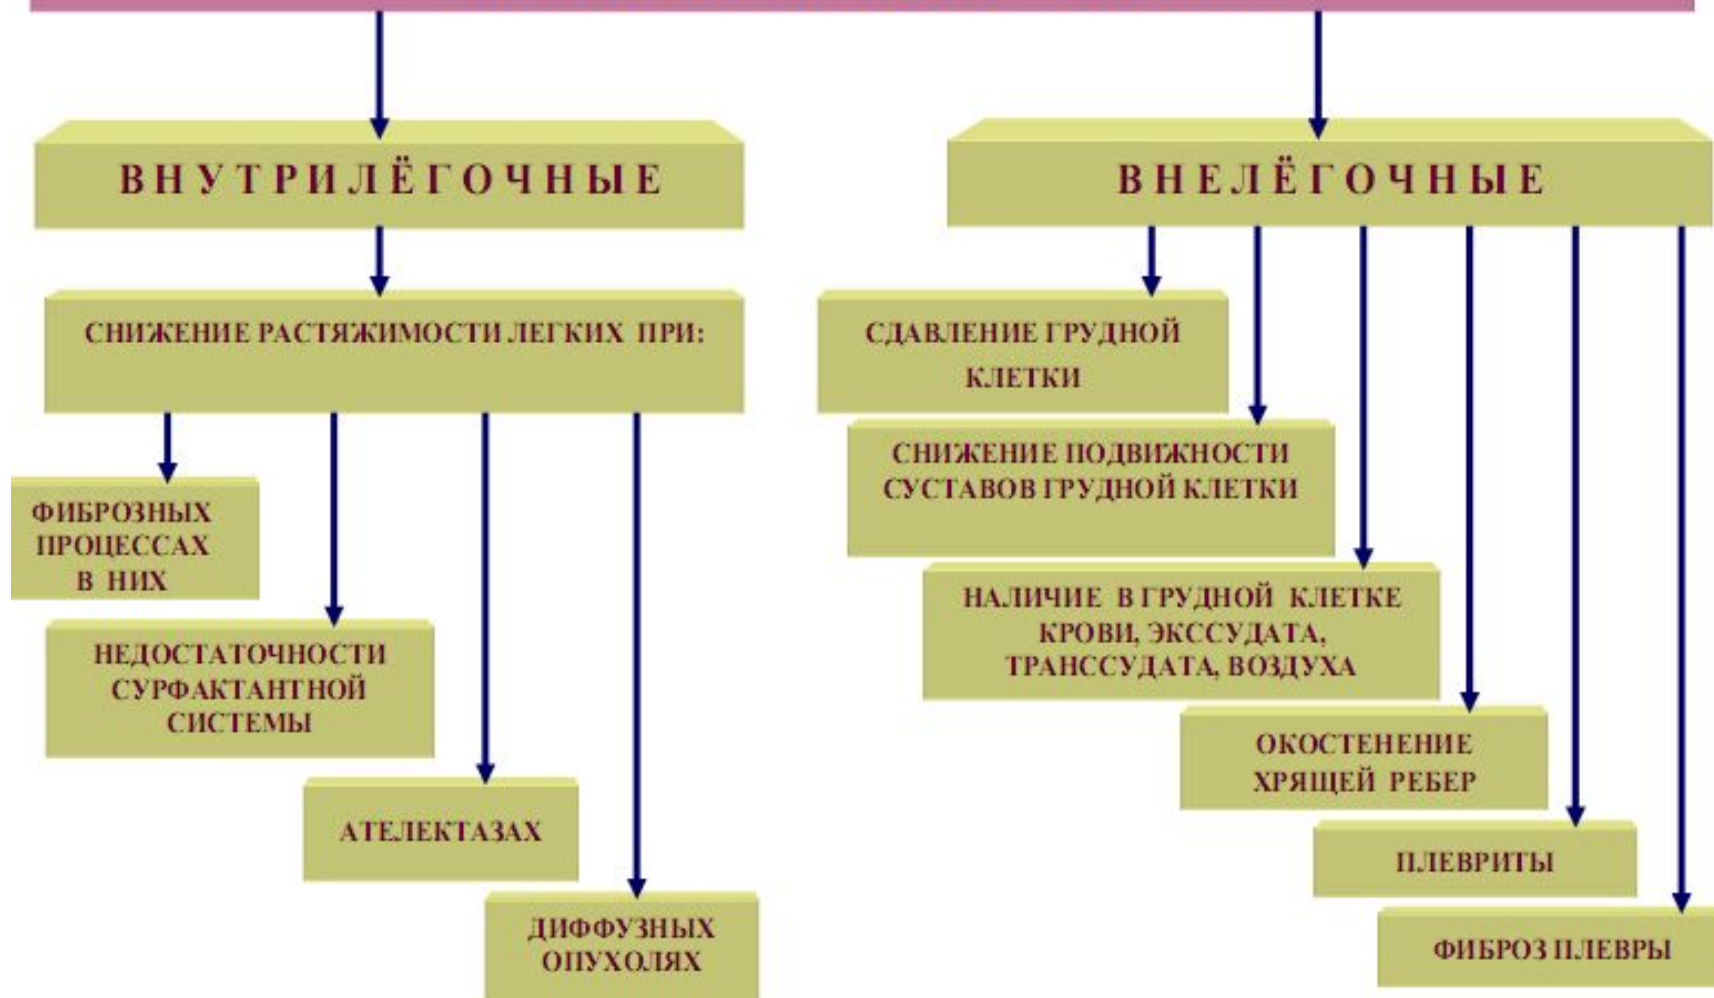 ВНУТРИЛЁГОЧНЫЕ
СНИЖЕНИЕ РАСТЯЖИМОСТИ ЛЕГКИХ ПРИ:
ФИБРОЗНЫХ
ПРОЦЕССАХ
В НИХ
НЕДОСТАТОЧНОСТИ
СУРФАКТАНТНОЙ
СИСТЕМЫ
АТЕЛЕКТАЗАХ
ДИФФУЗНЫХ
ОПУХОЛЯХ
ВНЕЛЁГОЧНЫЕ
СДАВЛЕНИЕ ГРУДНОЙ
КЛЕТКИ
СНИЖЕНИЕ ПОДВИЖНОСТИ
СУСТАВОВ ГРУДНОЙ КЛЕТКИ
НАЛИЧИЕ В ГРУДНОЙ КЛЕТКЕ
КРОВИ, ЭКССУДАТА,
ТРАНССУДАТА, ВОЗДУХА
ОКОСТЕНЕНИЕ
ХРЯЩЕЙ РЕБЕР
ПЛЕВРИТЫ
ФИБРОЗ ПЛЕВРЫ